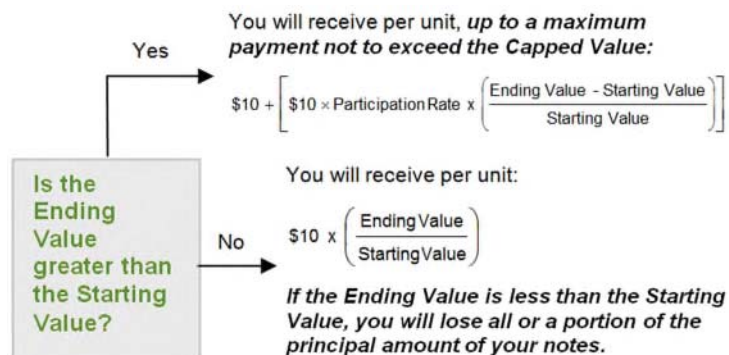 You will receive per unit, up to a maximum
payment not to exceed the Capped Value:
Yes
$10 + [ $10 × Participation Rate x ( Ending Value - Starting Value / Starting Value ) ]
Is the
Ending
Value
greater than
the Starting
Value?
No
You will receive per unit:
$10 x ( Ending Value / Starting Value )
If the Ending Value is less than the Starting
Value, you will lose all or a portion of the
principal amount of your notes.